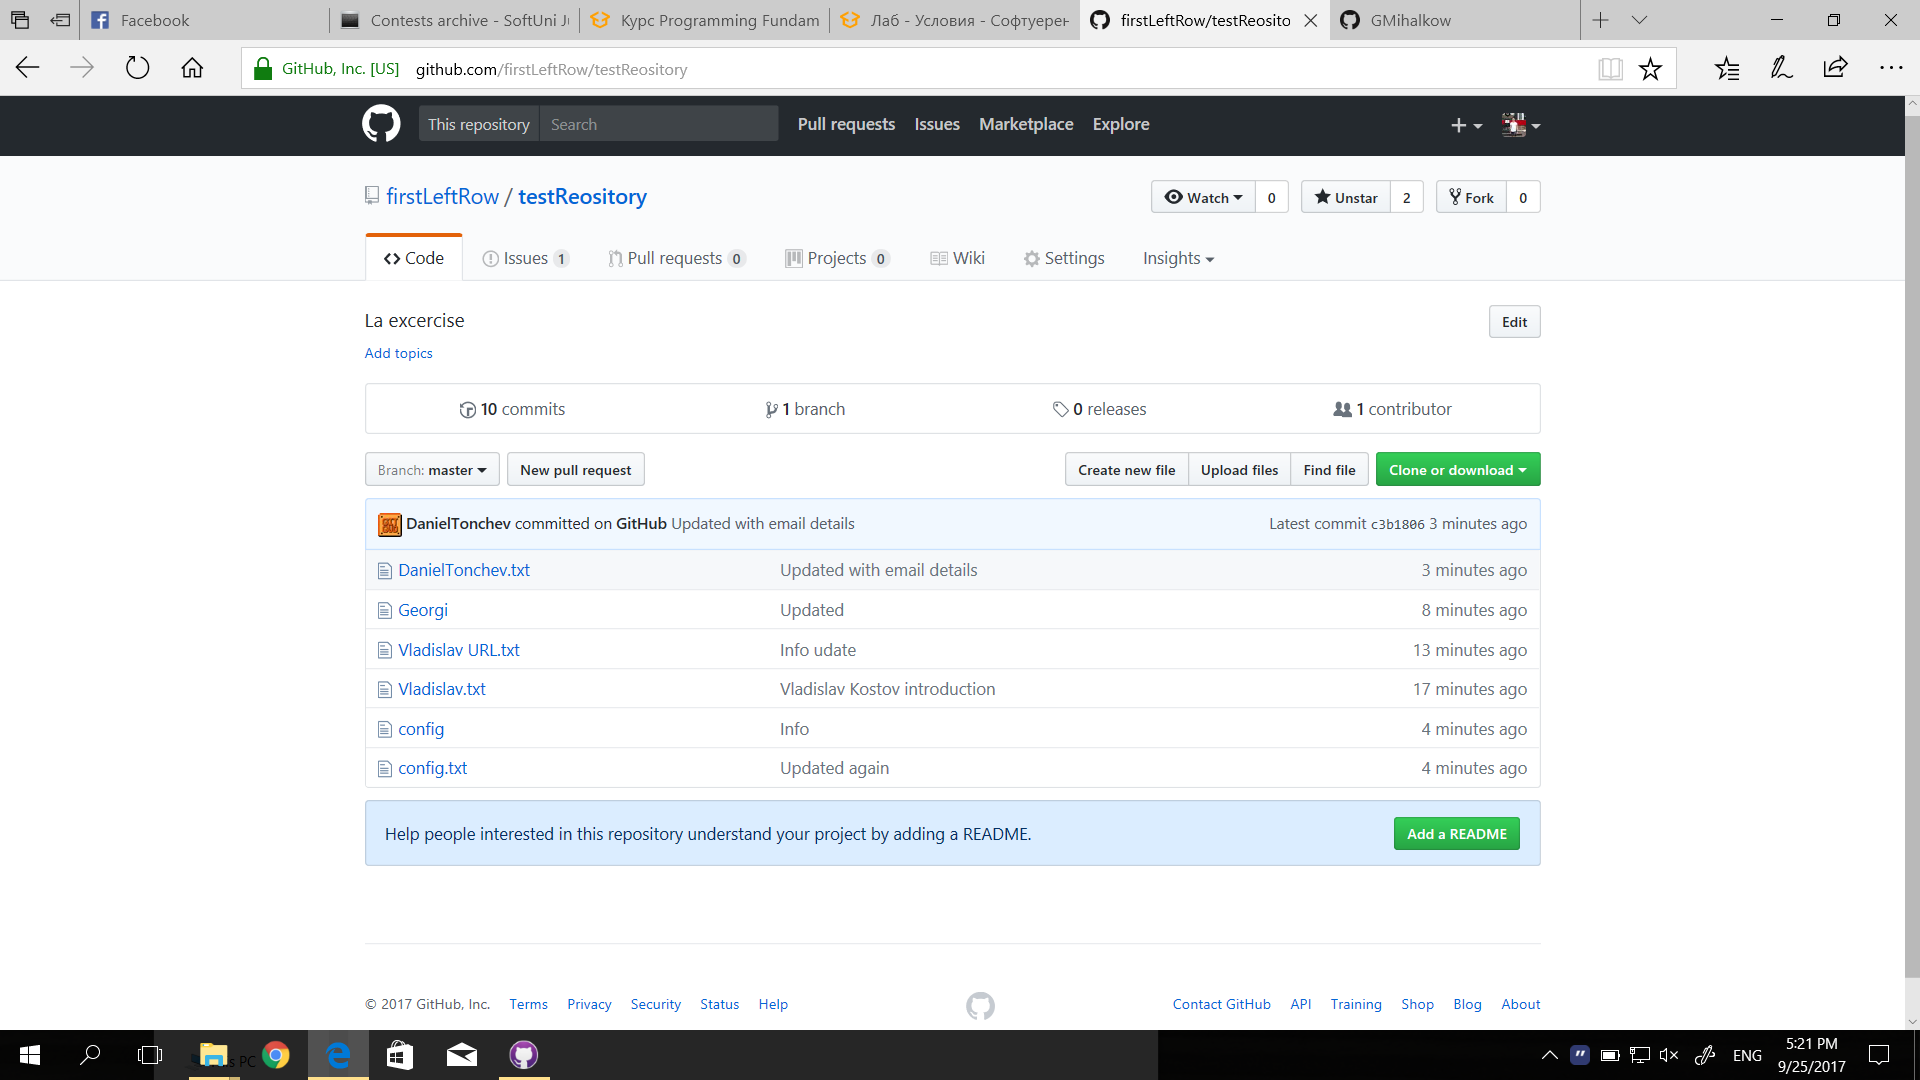 Facebook
Contests archive - SoftUni Ju
Курс Programming Fundam
Лаб - Условия - Софтуерен
firstLeftRow/testReosito
GMihalkow
GitHub, Inc. [US] github.com/firstLeftRow/testReository
This repository Search Pull requests Issues Marketplace Explore
firstLeftRow / testReository
Watch 0 Unstar 2 Fork 0
Code Issues 1 Pull requests 0 Projects 0 Wiki Settings Insights
La excercise Edit
Add topics
10 commits 1 branch 0 releases 1 contributor
Branch: master New pull request Create new file Upload files Find file Clone or download
DanielTonchev committed on GitHub Updated with email details Latest commit c3b1806 3 minutes ago
DanielTonchev.txt Updated with email details 3 minutes ago
Georgi Updated 8 minutes ago
Vladislav URL.txt Info udate 13 minutes ago
Vladislav.txt Vladislav Kostov introduction 17 minutes ago
config Info 4 minutes ago
config.txt Updated again 4 minutes ago
Help people interested in this repository understand your project by adding a README. Add a README
© 2017 GitHub, Inc. Terms Privacy Security Status Help Contact GitHub API Training Shop Blog About
PC
ENG
5:21 PM
9/25/2017